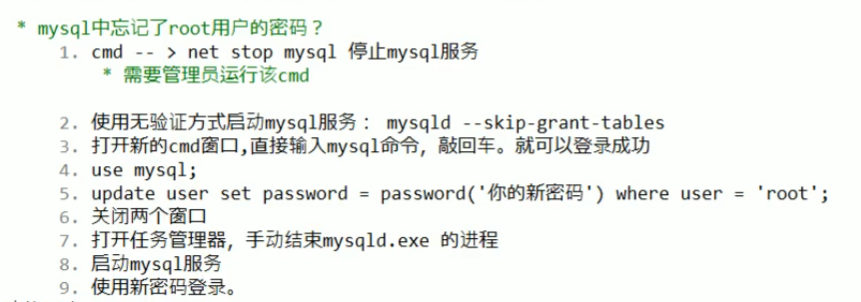 * mysql中忘记了root用户的密码？
1. cmd -- > net stop mysql 停止mysql服务
* 需要管理员运行该cmd
2. 使用无验证方式启动mysql服务： mysqld --skip-grant-tables
3. 打开新的cmd窗口,直接输入mysql命令，敲回车。就可以登录成功
4. use mysql;
5. update user set password = password('你的新密码') where user = 'root';
6. 关闭两个窗口
7. 打开任务管理器，手动结束mysqld.exe 的进程
8. 启动mysql服务
9. 使用新密码登录。